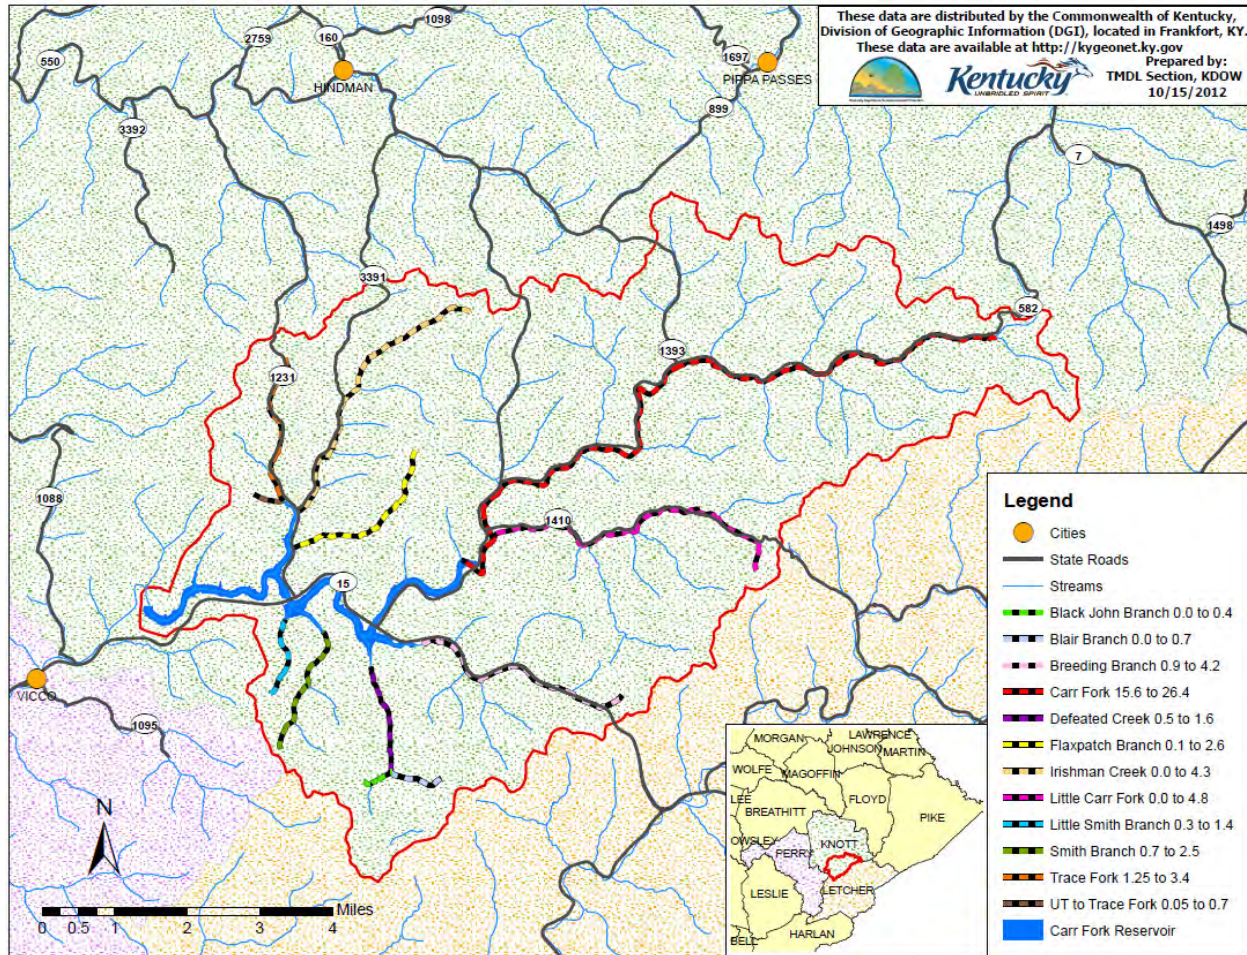 These data are distributed by the Commonwealth of Kentucky,
Division of Geographic Information (DGI), located in Frankfort, KY.
These data are available at http://kygeonet.ky.gov
Prepared by:
TMDL Section, KDOW
10/15/2012
Kentucky
UNBRIDLED SPIRIT
1098
2759
160
550
HINDMAN
1697
PIPPA PASSES
899
3392
7
1498
3391
582
1393
1231
1088
1410
15
VICCO
1095
N
Miles
0 0.5 1 2 3 4
Legend
Cities
State Roads
Streams
Black John Branch 0.0 to 0.4
Blair Branch 0.0 to 0.7
Breeding Branch 0.9 to 4.2
Carr Fork 15.6 to 26.4
Defeated Creek 0.5 to 1.6
Flaxpatch Branch 0.1 to 2.6
Irishman Creek 0.0 to 4.3
Little Carr Fork 0.0 to 4.8
Little Smith Branch 0.3 to 1.4
Smith Branch 0.7 to 2.5
Trace Fork 1.25 to 3.4
UT to Trace Fork 0.05 to 0.7
Carr Fork Reservoir
MORGAN
LAWRENCE
JOHNSON
MARTIN
WOLFE
MAGOFFIN
LEE
BREATHITT
FLOYD
PIKE
OWSLEY
PERRY
KNOTT
LESLIE
LETCHER
BELL
HARLAN